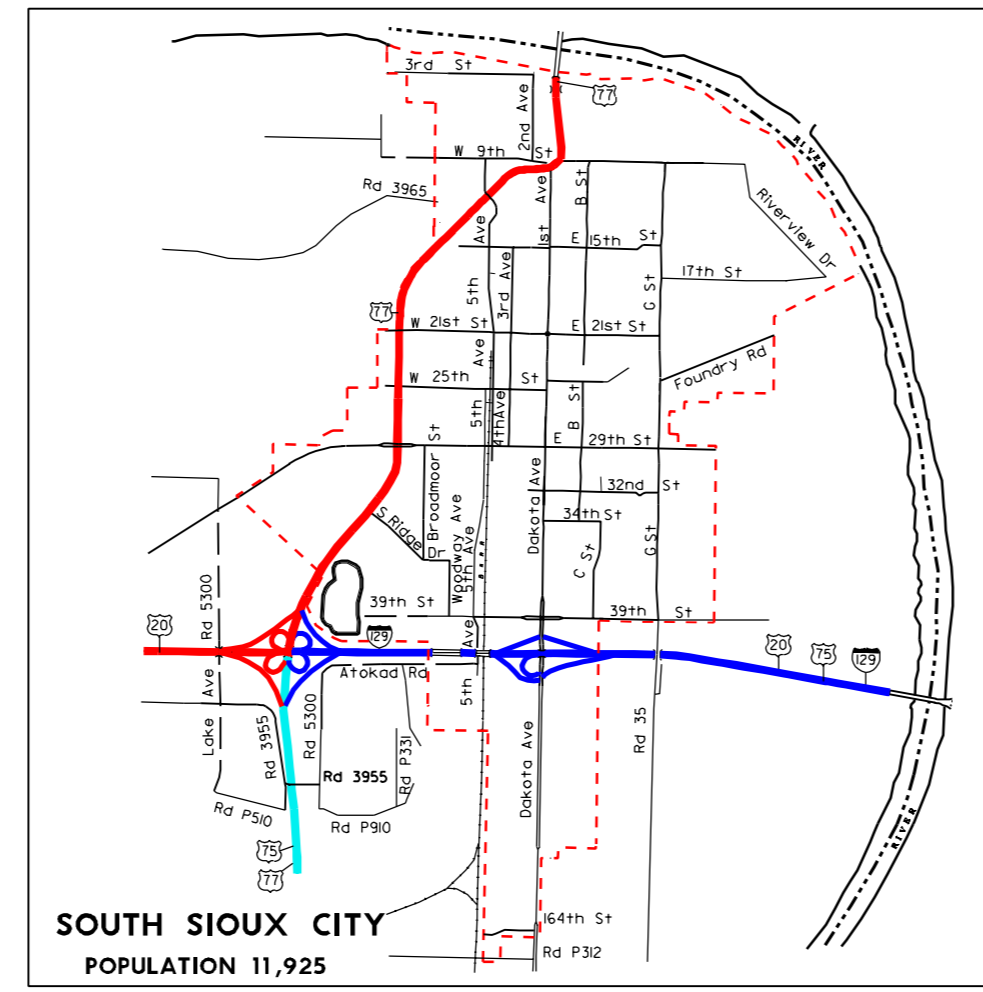 3rd St
77
2nd Ave
RIVER
W 9th St
Rd 3965
Ave
1st Ave
B St
Riverview Dr
E 15th St
5th Ave
3rd Ave
17th St
G St
77
W 21st St
E 21st St
Foundry Rd
W 25th St
5th Ave
4thAve
B St
E 29th St
Broadmoor St
32nd St
S Ridge Dr
34th St
Dakota Ave
G St
Woodway Ave
5th Ave
C St
Rd 5300
39th St
39th St
20
129
20
75
129
Atokad Rd
5th Ave
Lake Ave
Rd 3955
Rd 5300
Rd 3955
Rd P331
Dakota Ave
Rd 35
Rd P510
Rd P910
RIVER
75
77
SOUTH SIOUX CITY
POPULATION 11,925
164th St
Rd P312